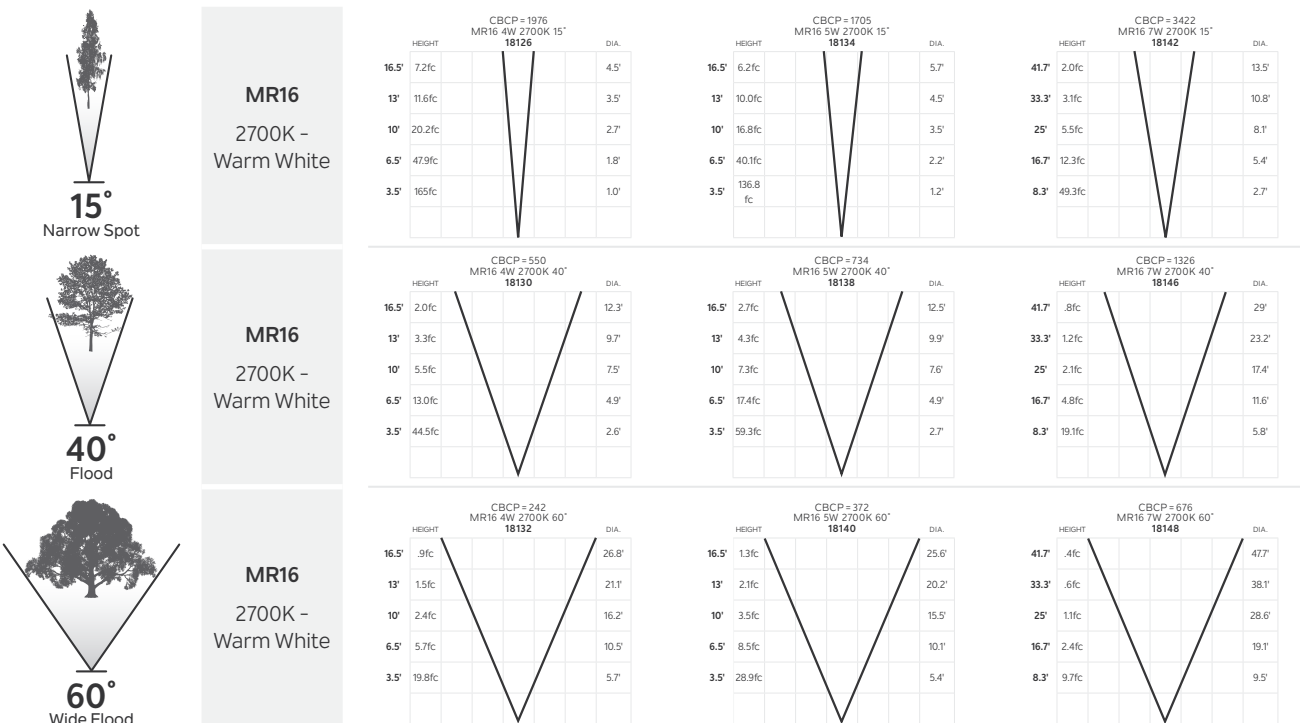 15°
Narrow Spot
MR16
2700K -
Warm White
CBCP = 1976
MR16 4W 2700K 15°
HEIGHT 18126 DIA.
16.5' 7.2fc 4.5'
13' 11.6fc 3.5'
10' 20.2fc 2.7'
6.5' 47.9fc 1.8'
3.5' 165fc 1.0'
CBCP = 1705
MR16 5W 2700K 15°
HEIGHT 18134 DIA.
16.5' 6.2fc 5.7'
13' 10.0fc 4.5'
10' 16.8fc 3.5'
6.5' 40.1fc 2.2'
3.5' 136.8 1.2'
fc
CBCP = 3422
MR16 7W 2700K 15°
HEIGHT 18142 DIA.
41.7' 2.0fc 13.5'
33.3' 3.1fc 10.8'
25' 5.5fc 8.1'
16.7' 12.3fc 5.4'
8.3' 49.3fc 2.7'
40°
Flood
MR16
2700K -
Warm White
CBCP = 550
MR16 4W 2700K 40°
HEIGHT 18130 DIA.
16.5' 2.0fc 12.3'
13' 3.3fc 9.7'
10' 5.5fc 7.5'
6.5' 13.0fc 4.9'
3.5' 44.5fc 2.6'
CBCP = 734
MR16 5W 2700K 40°
HEIGHT 18138 DIA.
16.5' 2.7fc 12.5'
13' 4.3fc 9.9'
10' 7.3fc 7.6'
6.5' 17.4fc 4.9'
3.5' 59.3fc 2.7'
CBCP = 1326
MR16 7W 2700K 40°
HEIGHT 18146 DIA.
41.7' .8fc 29'
33.3' 1.2fc 23.2'
25' 2.1fc 17.4'
16.7' 4.8fc 11.6'
8.3' 19.1fc 5.8'
60°
Wide Flood
MR16
2700K -
Warm White
CBCP = 242
MR16 4W 2700K 60°
HEIGHT 18132 DIA.
16.5' .9fc 26.8'
13' 1.5fc 21.1'
10' 2.4fc 16.2'
6.5' 5.7fc 10.5'
3.5' 19.8fc 5.7'
CBCP = 372
MR16 5W 2700K 60°
HEIGHT 18140 DIA.
16.5' 1.3fc 25.6'
13' 2.1fc 20.2'
10' 3.5fc 15.5'
6.5' 8.5fc 10.1'
3.5' 28.9fc 5.4'
CBCP = 676
MR16 7W 2700K 60°
HEIGHT 18148 DIA.
41.7' .4fc 47.7'
33.3' .6fc 38.1'
25' 1.1fc 28.6'
16.7' 2.4fc 19.1'
8.3' 9.7fc 9.5'